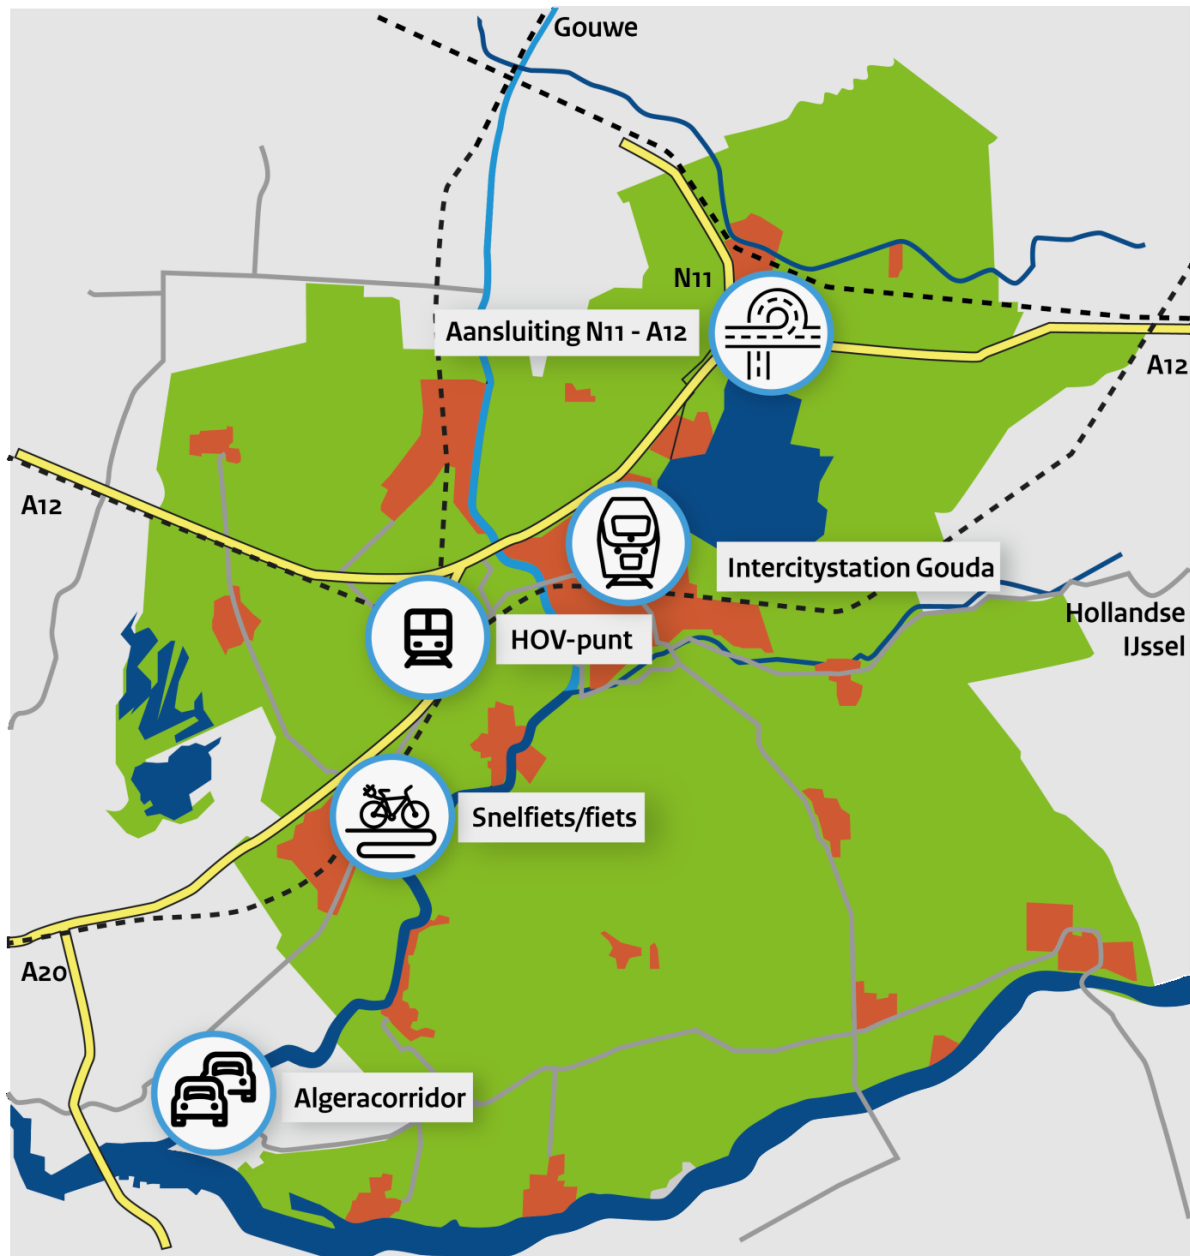 Gouwe
N11
Aansluiting N11 - A12
A12
A12
Intercitystation Gouda
Hollandse
IJssel
HOV-punt
Snelfiets/fiets
A20
Algeracorridor